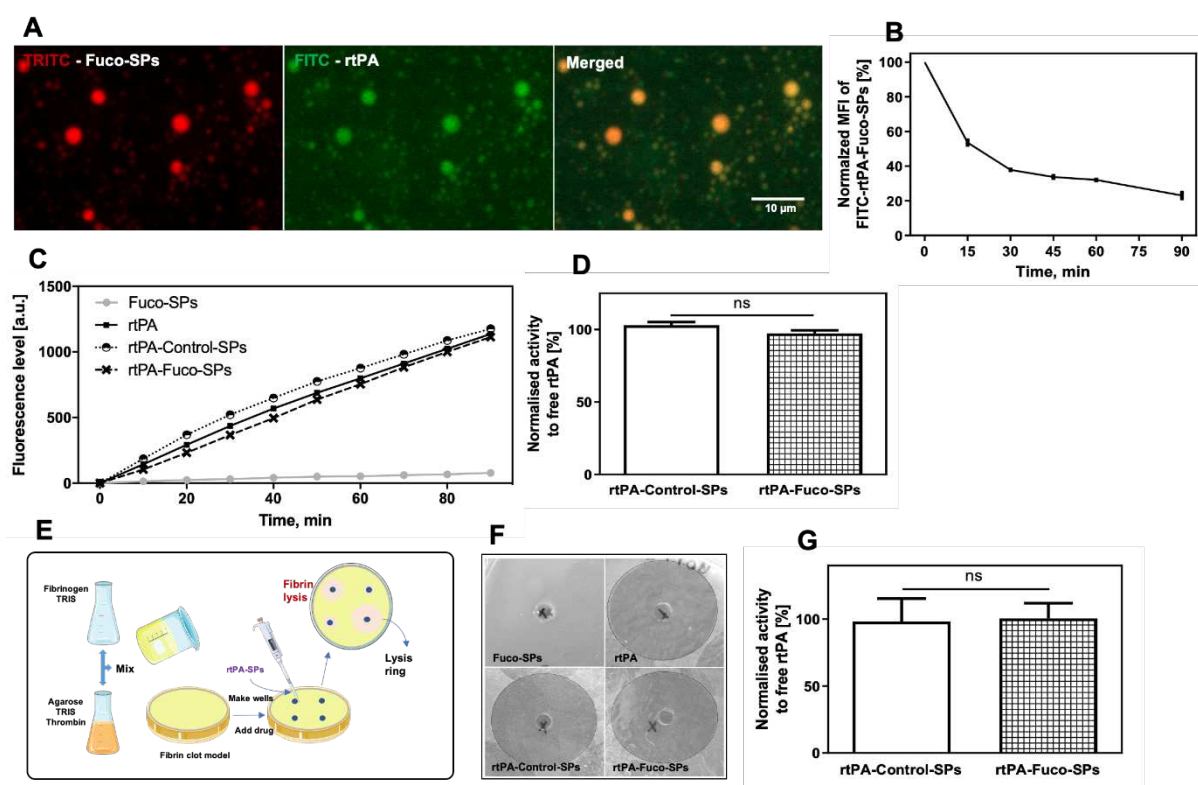 A
TRITC - Fuco-SPs
FITC - rtPA
Merged
10 µm
B
Normalzed MFI of
FITC-rtPA-Fuco-SPs [%]
100
80
60
40
20
0
0 15 30 45 60 75 90
Time, min
C
Fluorescence level [a.u.]
1500
1000
500
0
Fuco-SPs
rtPA
rtPA-Control-SPs
rtPA-Fuco-SPs
0 20 40 60 80
Time, min
D
Normalised activity
to free rtPA [%]
100
50
0
ns
rtPA-Control-SPs rtPA-Fuco-SPs
E
Fibrinogen
TRIS
Mix
Agarose
TRIS
Thrombin
Fibrin clot model
rtPA-SPs
Make wells
Add drug
Fibrin
lysis
Lysis
ring
F
Fuco-SPs
rtPA
rtPA-Control-SPs
rtPA-Fuco-SPs
G
Normalised activity
to free rtPA [%]
100
50
0
ns
rtPA-Control-SPs rtPA-Fuco-SPs